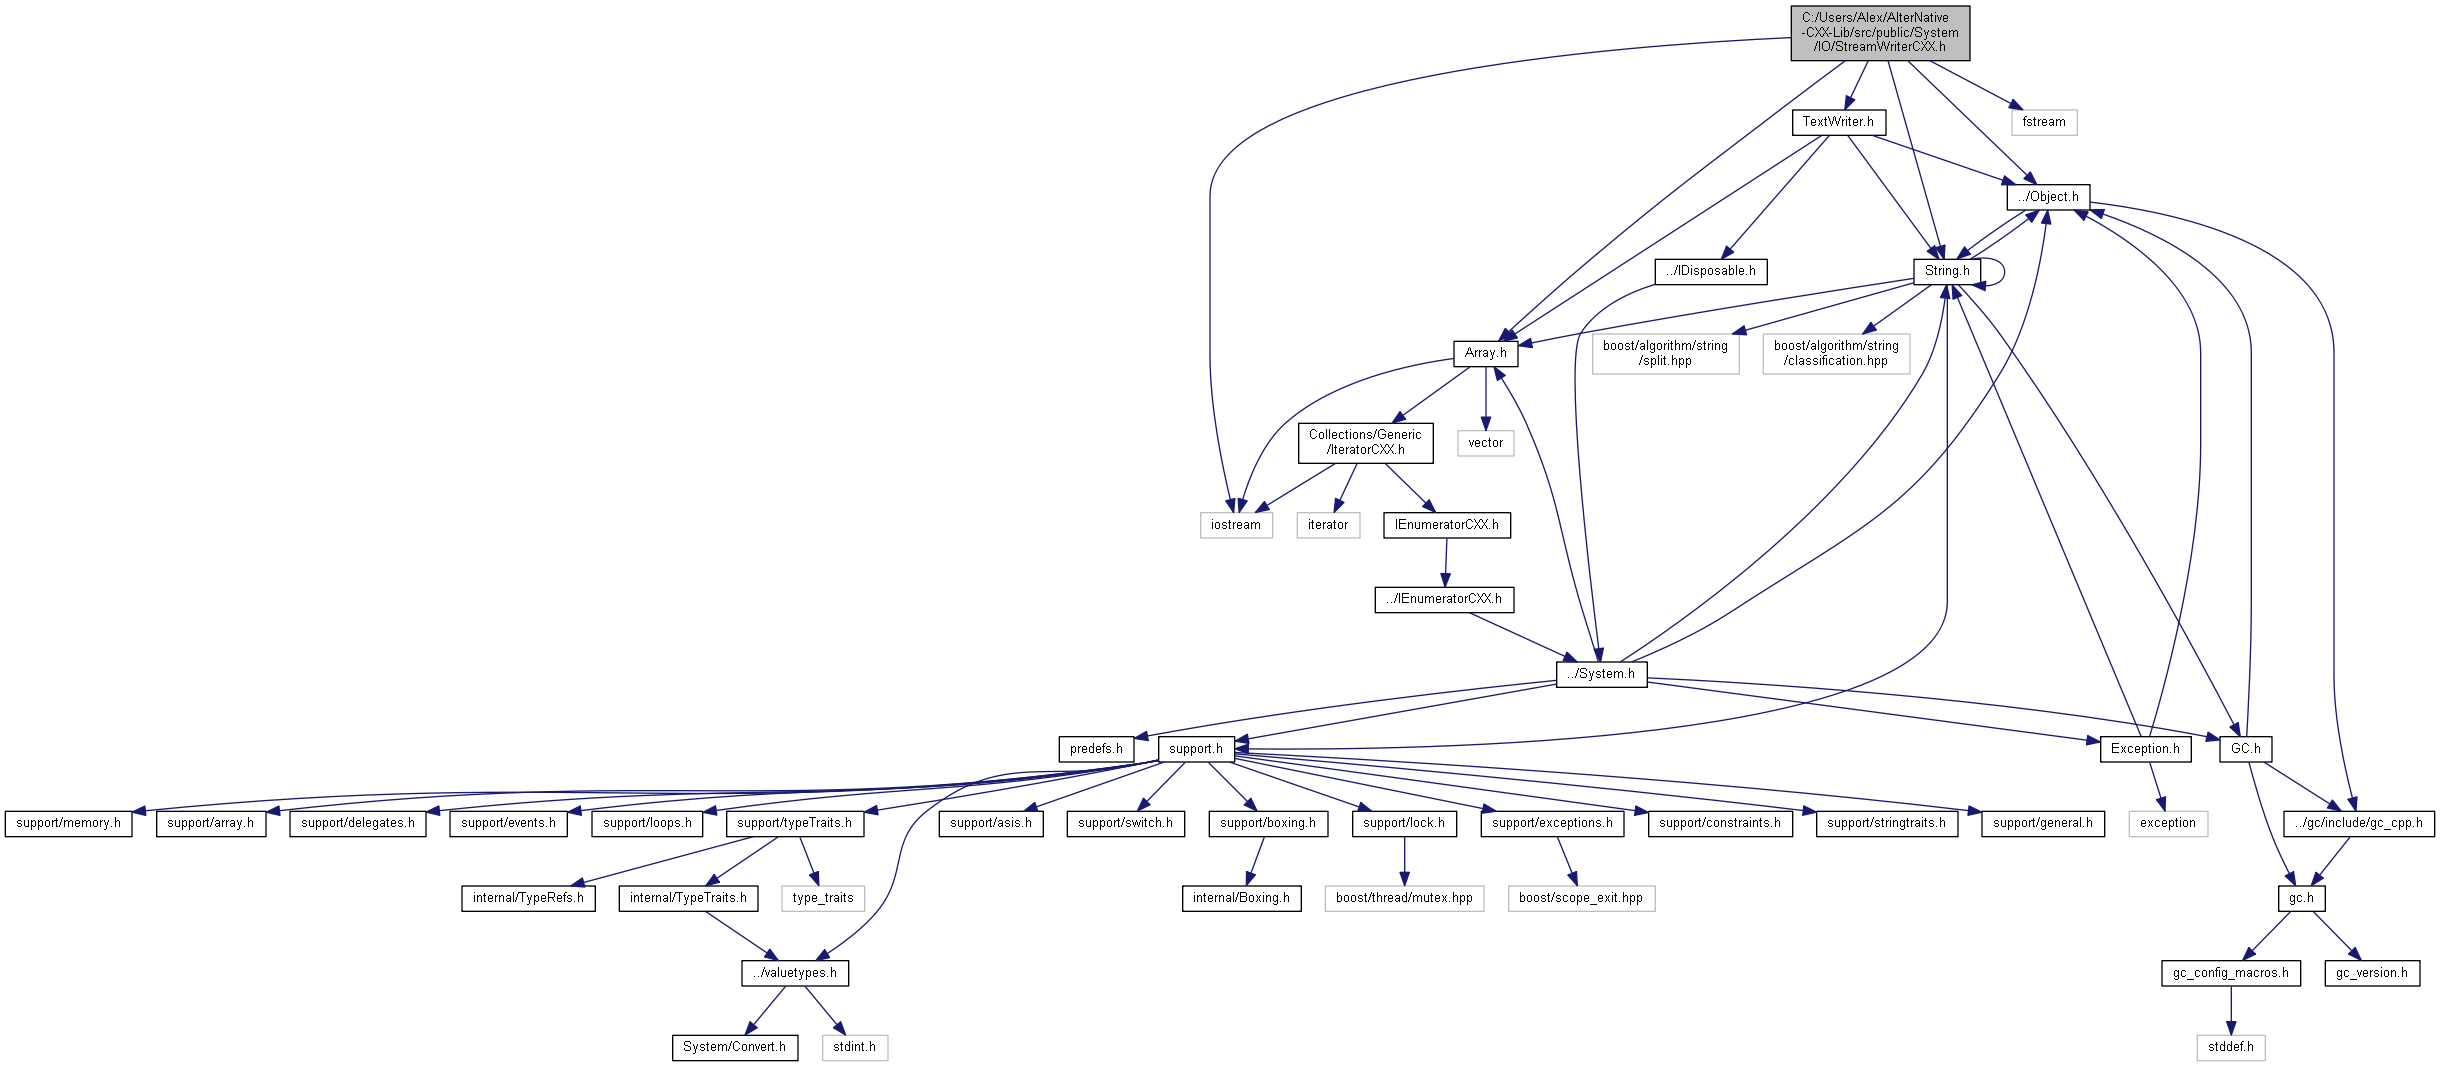 C:/Users/Alex/AlterNative
-CXX-Lib/src/public/System
/IO/StreamWriterCXX.h
TextWriter.h
fstream
../Object.h
../IDisposable.h
String.h
Array.h
boost/algorithm/string
/split.hpp
boost/algorithm/string
/classification.hpp
Collections/Generic
/IteratorCXX.h
vector
iostream
iterator
IEnumeratorCXX.h
../IEnumeratorCXX.h
../System.h
predefs.h
support.h
Exception.h
GC.h
support/memory.h
support/array.h
support/delegates.h
support/events.h
support/loops.h
support/typeTraits.h
support/asis.h
support/switch.h
support/boxing.h
support/lock.h
support/exceptions.h
support/constraints.h
support/stringtraits.h
support/general.h
exception
../gc/include/gc_cpp.h
internal/TypeRefs.h
internal/TypeTraits.h
type_traits
internal/Boxing.h
boost/thread/mutex.hpp
boost/scope_exit.hpp
gc.h
../valuetypes.h
gc_config_macros.h
gc_version.h
System/Convert.h
stdint.h
stddef.h